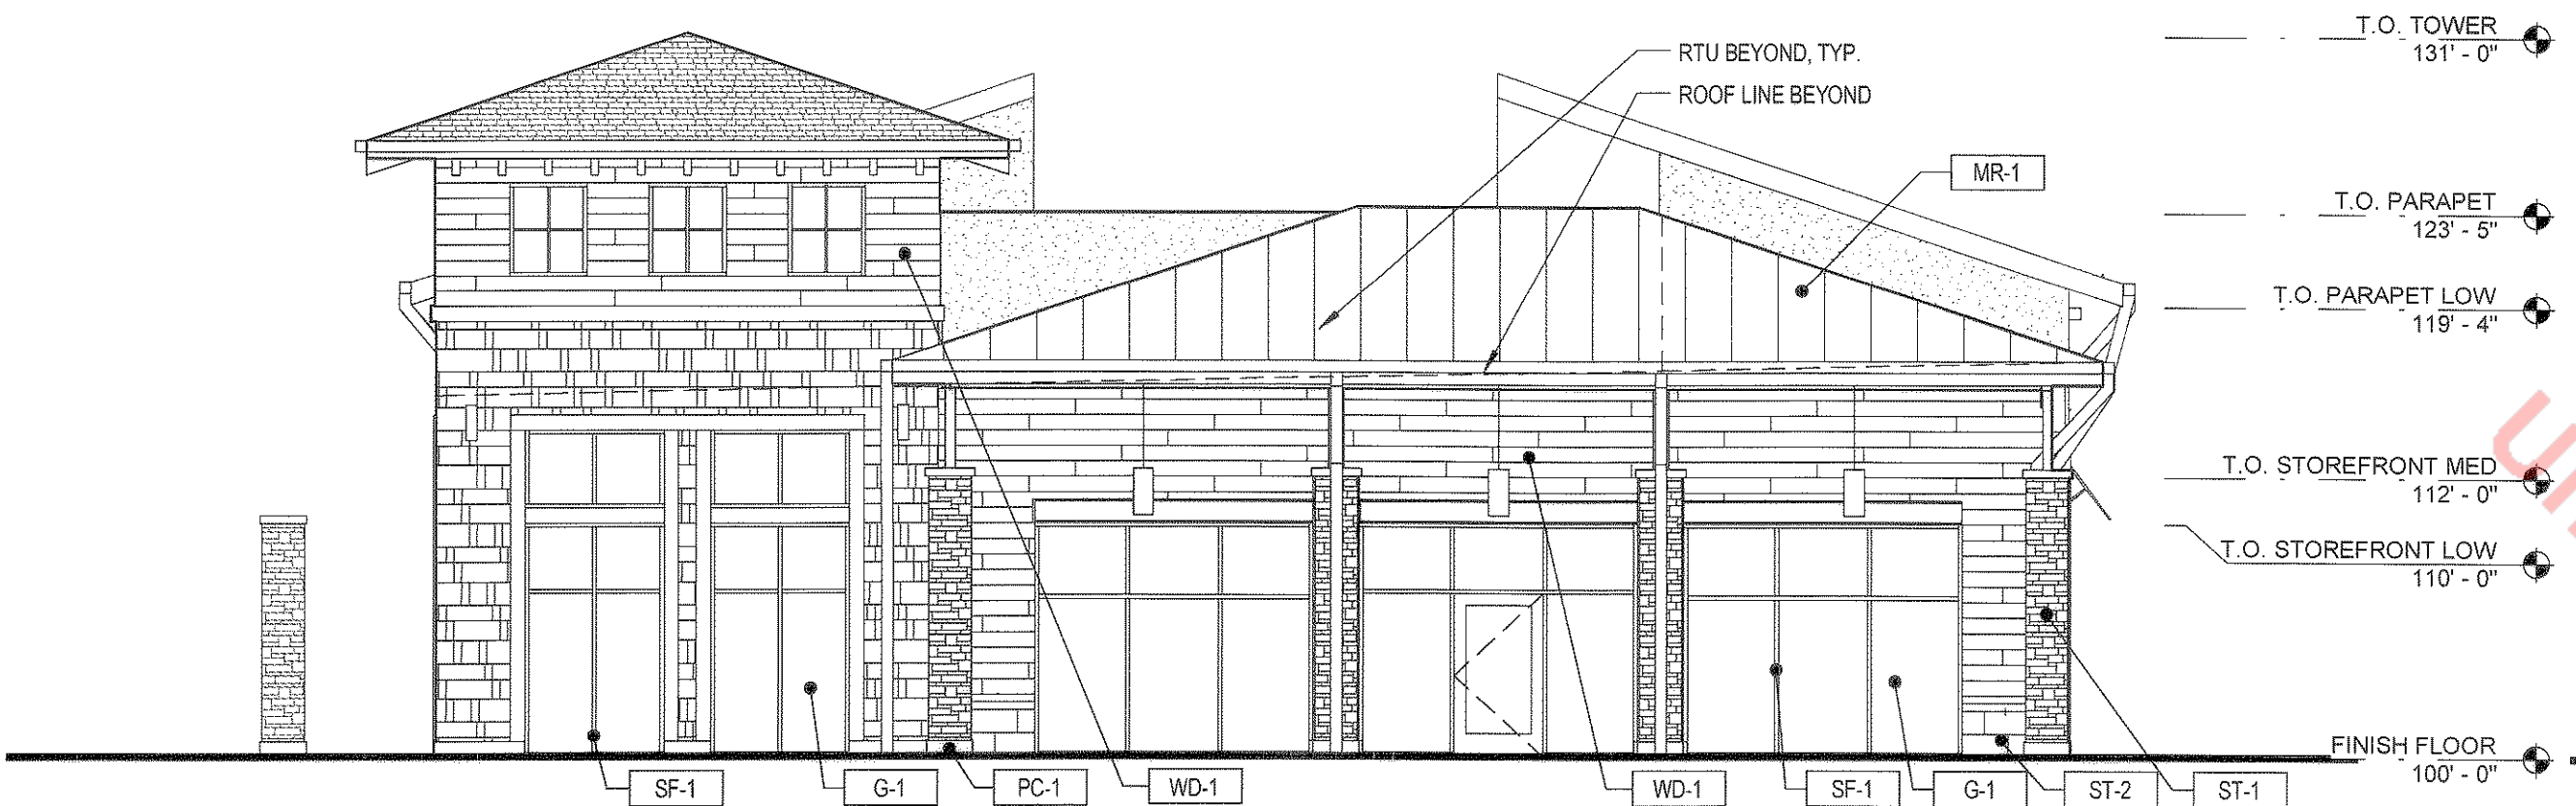 T.O. TOWER
131' - 0"
RTU BEYOND, TYP.
ROOF LINE BEYOND
MR-1
T.O. PARAPET
123' - 5"
T.O. PARAPET LOW
119' - 4"
T.O. STOREFRONT MED
112' - 0"
T.O. STOREFRONT LOW
110' - 0"
FINISH FLOOR
100' - 0"
SF-1
G-1
PC-1
WD-1
WD-1
SF-1
G-1
ST-2
ST-1